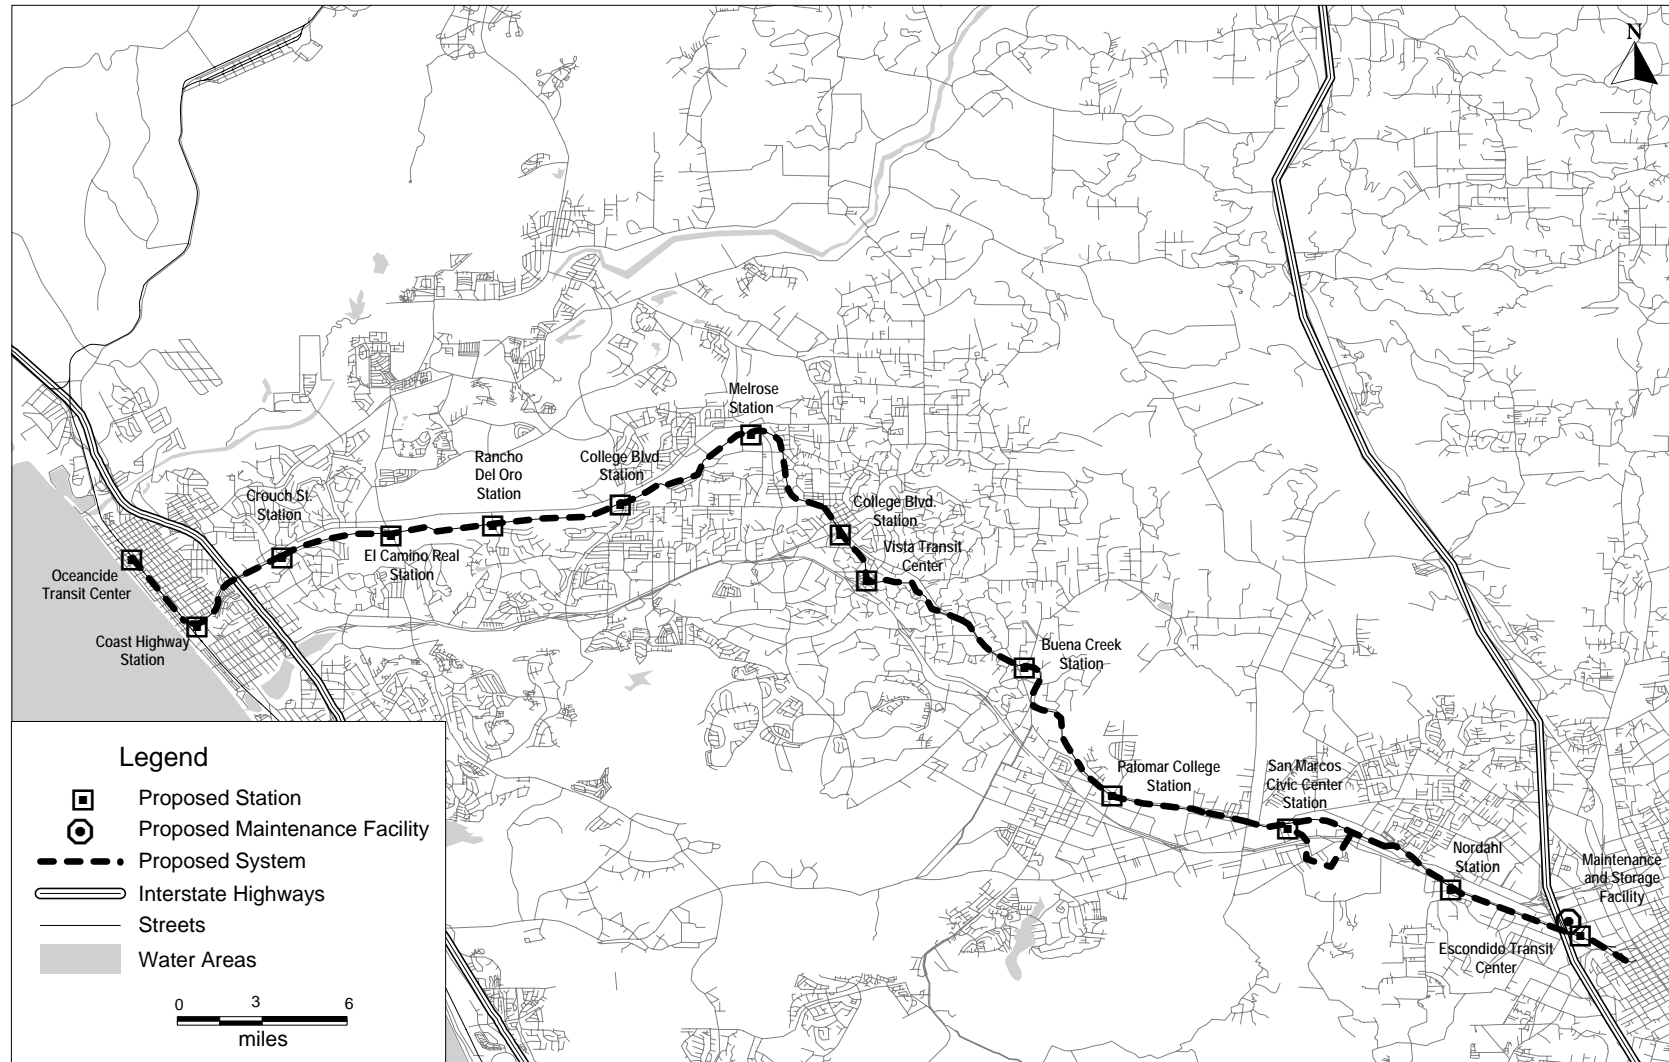 N
Melrose
Station
Rancho
Del Oro
Station
College Blvd.
Station
Crouch St.
Station
College Blvd.
Station
El Camino Real
Station
Vista Transit
Center
Oceancide
Transit Center
Coast Highway
Station
Buena Creek
Station
Palomar College
Station
San Marcos
Civic Center
Station
Nordahl
Station
Maintenance
and Storage
Facility
Escondido Transit
Center
Legend
Proposed Station
Proposed Maintenance Facility
Proposed System
Interstate Highways
Streets
Water Areas
0 3 6
miles